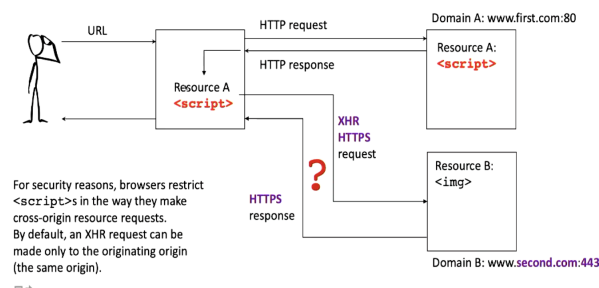 Domain A: www.first.com:80
URL
HTTP request
HTTP response
Resource A:
<script>
Resource A
<script>
XHR
HTTPS
request
?
HTTPS
response
Resource B:
<img>
Domain B: www.second.com:443
For security reasons, browsers restrict
<script>s in the way they make
cross-origin resource requests.
By default, an XHR request can be
made only to the originating origin
(the same origin).